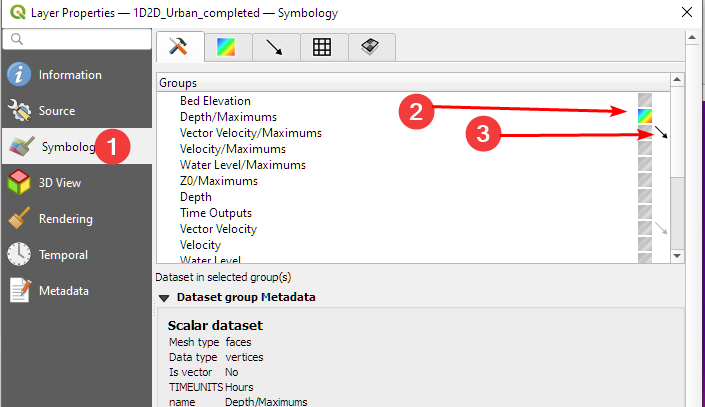 Layer Properties — 1D2D_Urban_completed — Symbology
Information
Source
Symbology
1
3D View
Rendering
Temporal
Metadata
Groups
Bed Elevation
Depth/Maximums
2
Vector Velocity/Maximums
3
Velocity/Maximums
Water Level/Maximums
Z0/Maximums
Depth
Time Outputs
Vector Velocity
Velocity
Water Level
Dataset in selected group(s)
Dataset group Metadata
Scalar dataset
Mesh type faces
Data type vertices
Is vector No
TIMEUNITS Hours
name Depth/Maximums